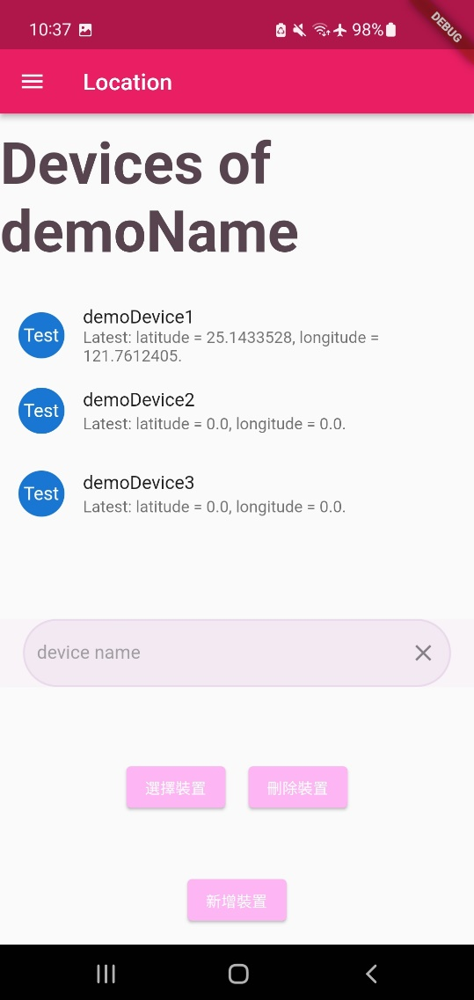 10:37
98%
DEBUG
Location
Devices of
demoName
Test
demoDevice1
Latest: latitude = 25.1433528, longitude =
121.7612405.
Test
demoDevice2
Latest: latitude = 0.0, longitude = 0.0.
Test
demoDevice3
Latest: latitude = 0.0, longitude = 0.0.
device name
選擇裝置
刪除裝置
新增裝置